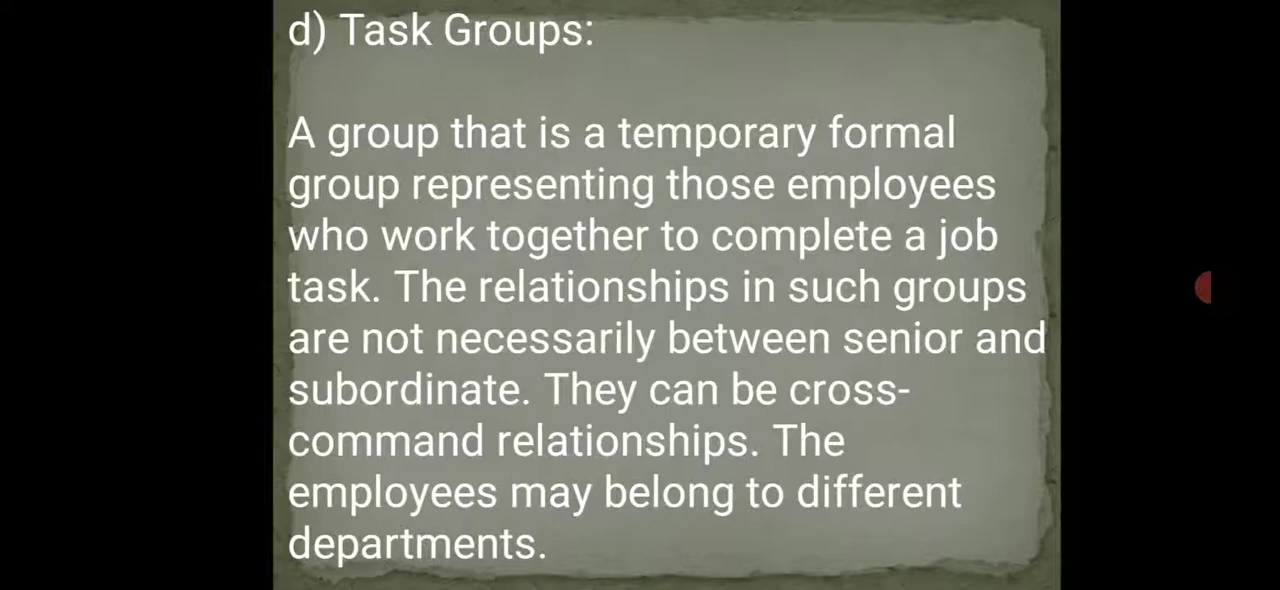 d) Task Groups:
A group that is a temporary formal
group representing those employees
who work together to complete a job
task. The relationships in such groups
are not necessarily between senior and
subordinate. They can be cross-
command relationships. The
employees may belong to different
departments.